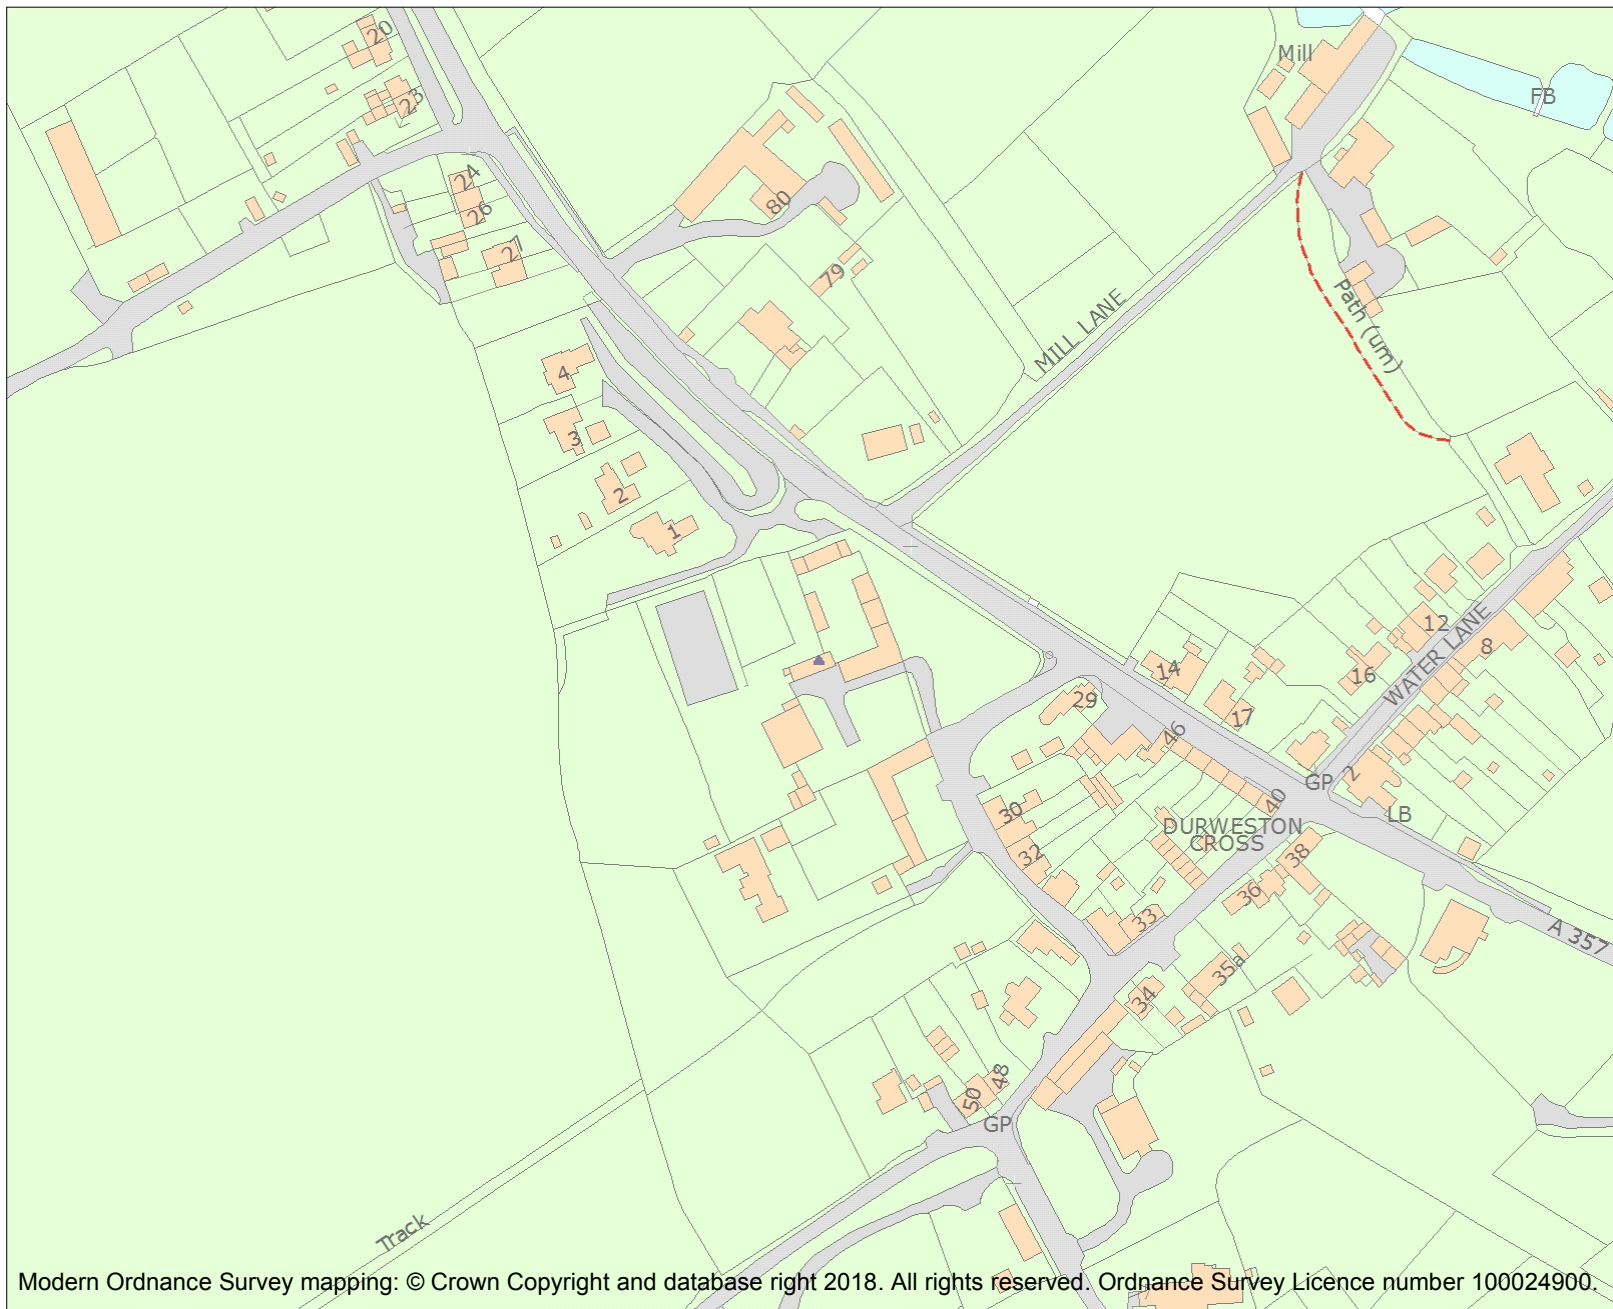 20
Mill
23
FB
24
26
80
27
79
MILL LANE
Path (um)
4
3
2
1
12
WATER LANE
8
14
16
29
17
46
GP
2
40
LB
30
DURWESTON
CROSS
32
38
36
33
A 357
35a
34
48
50
GP
Track
Modern Ordnance Survey mapping: © Crown Copyright and database right 2018. All rights reserved. Ordnance Survey Licence number 100024900.